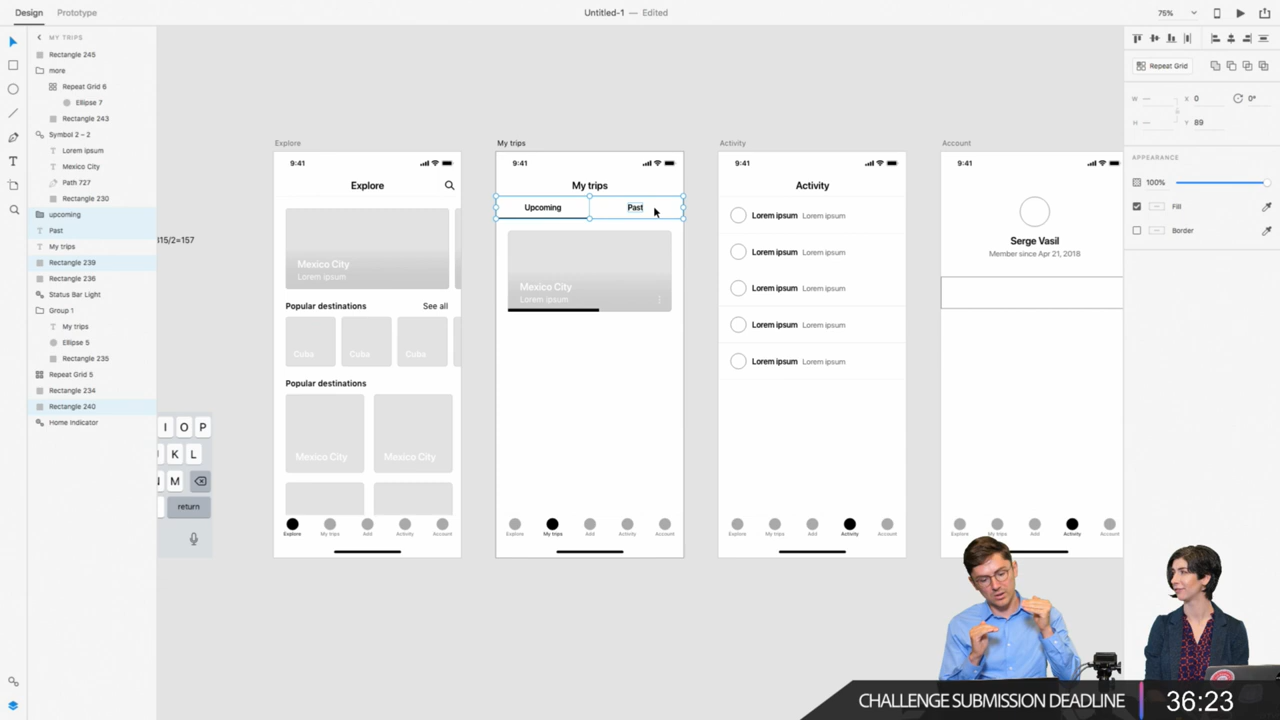 Design Prototype
Untitled-1 — Edited
75%
MY TRIPS
Rectangle 245
more
Repeat Grid 6
Ellipse 7
Rectangle 243
Symbol 2 – 2
Lorem ipsum
Mexico City
Path 727
Rectangle 230
upcoming
Past
My trips
Rectangle 239
Rectangle 236
Status Bar Light
Group 1
My trips
Ellipse 5
Rectangle 235
Repeat Grid 5
Rectangle 234
Rectangle 240
Home Indicator
315/2=157
I O P
K L
N M
return
Explore
9:41
Explore
Mexico City
Lorem ipsum
Popular destinations See all
Cuba Cuba Cuba
Popular destinations
Mexico City Mexico City
Explore My trips Add Activity Account
My trips
9:41
My trips
Upcoming Past
Mexico City
Lorem ipsum
Explore My trips Add Activity Account
Activity
9:41
Activity
Lorem ipsum Lorem ipsum
Lorem ipsum Lorem ipsum
Lorem ipsum Lorem ipsum
Lorem ipsum Lorem ipsum
Lorem ipsum Lorem ipsum
Explore My trips Add Activity Account
Account
9:41
Serge Vasil
Member since Apr 21, 2018
Explore My trips Add Activity Account
Repeat Grid
W — X 0 0°
H — Y 89
APPEARANCE
100%
Fill
Border
CHALLENGE SUBMISSION DEADLINE 36:23